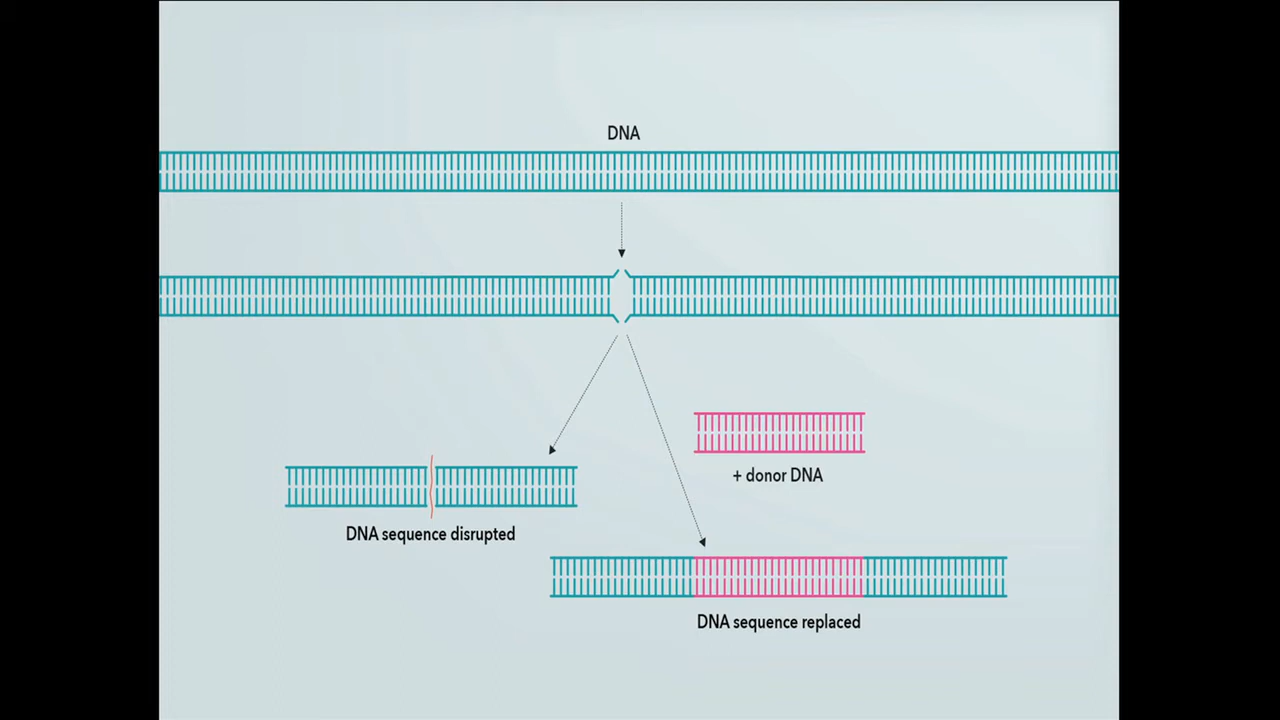 DNA
+ donor DNA
DNA sequence disrupted
DNA sequence replaced